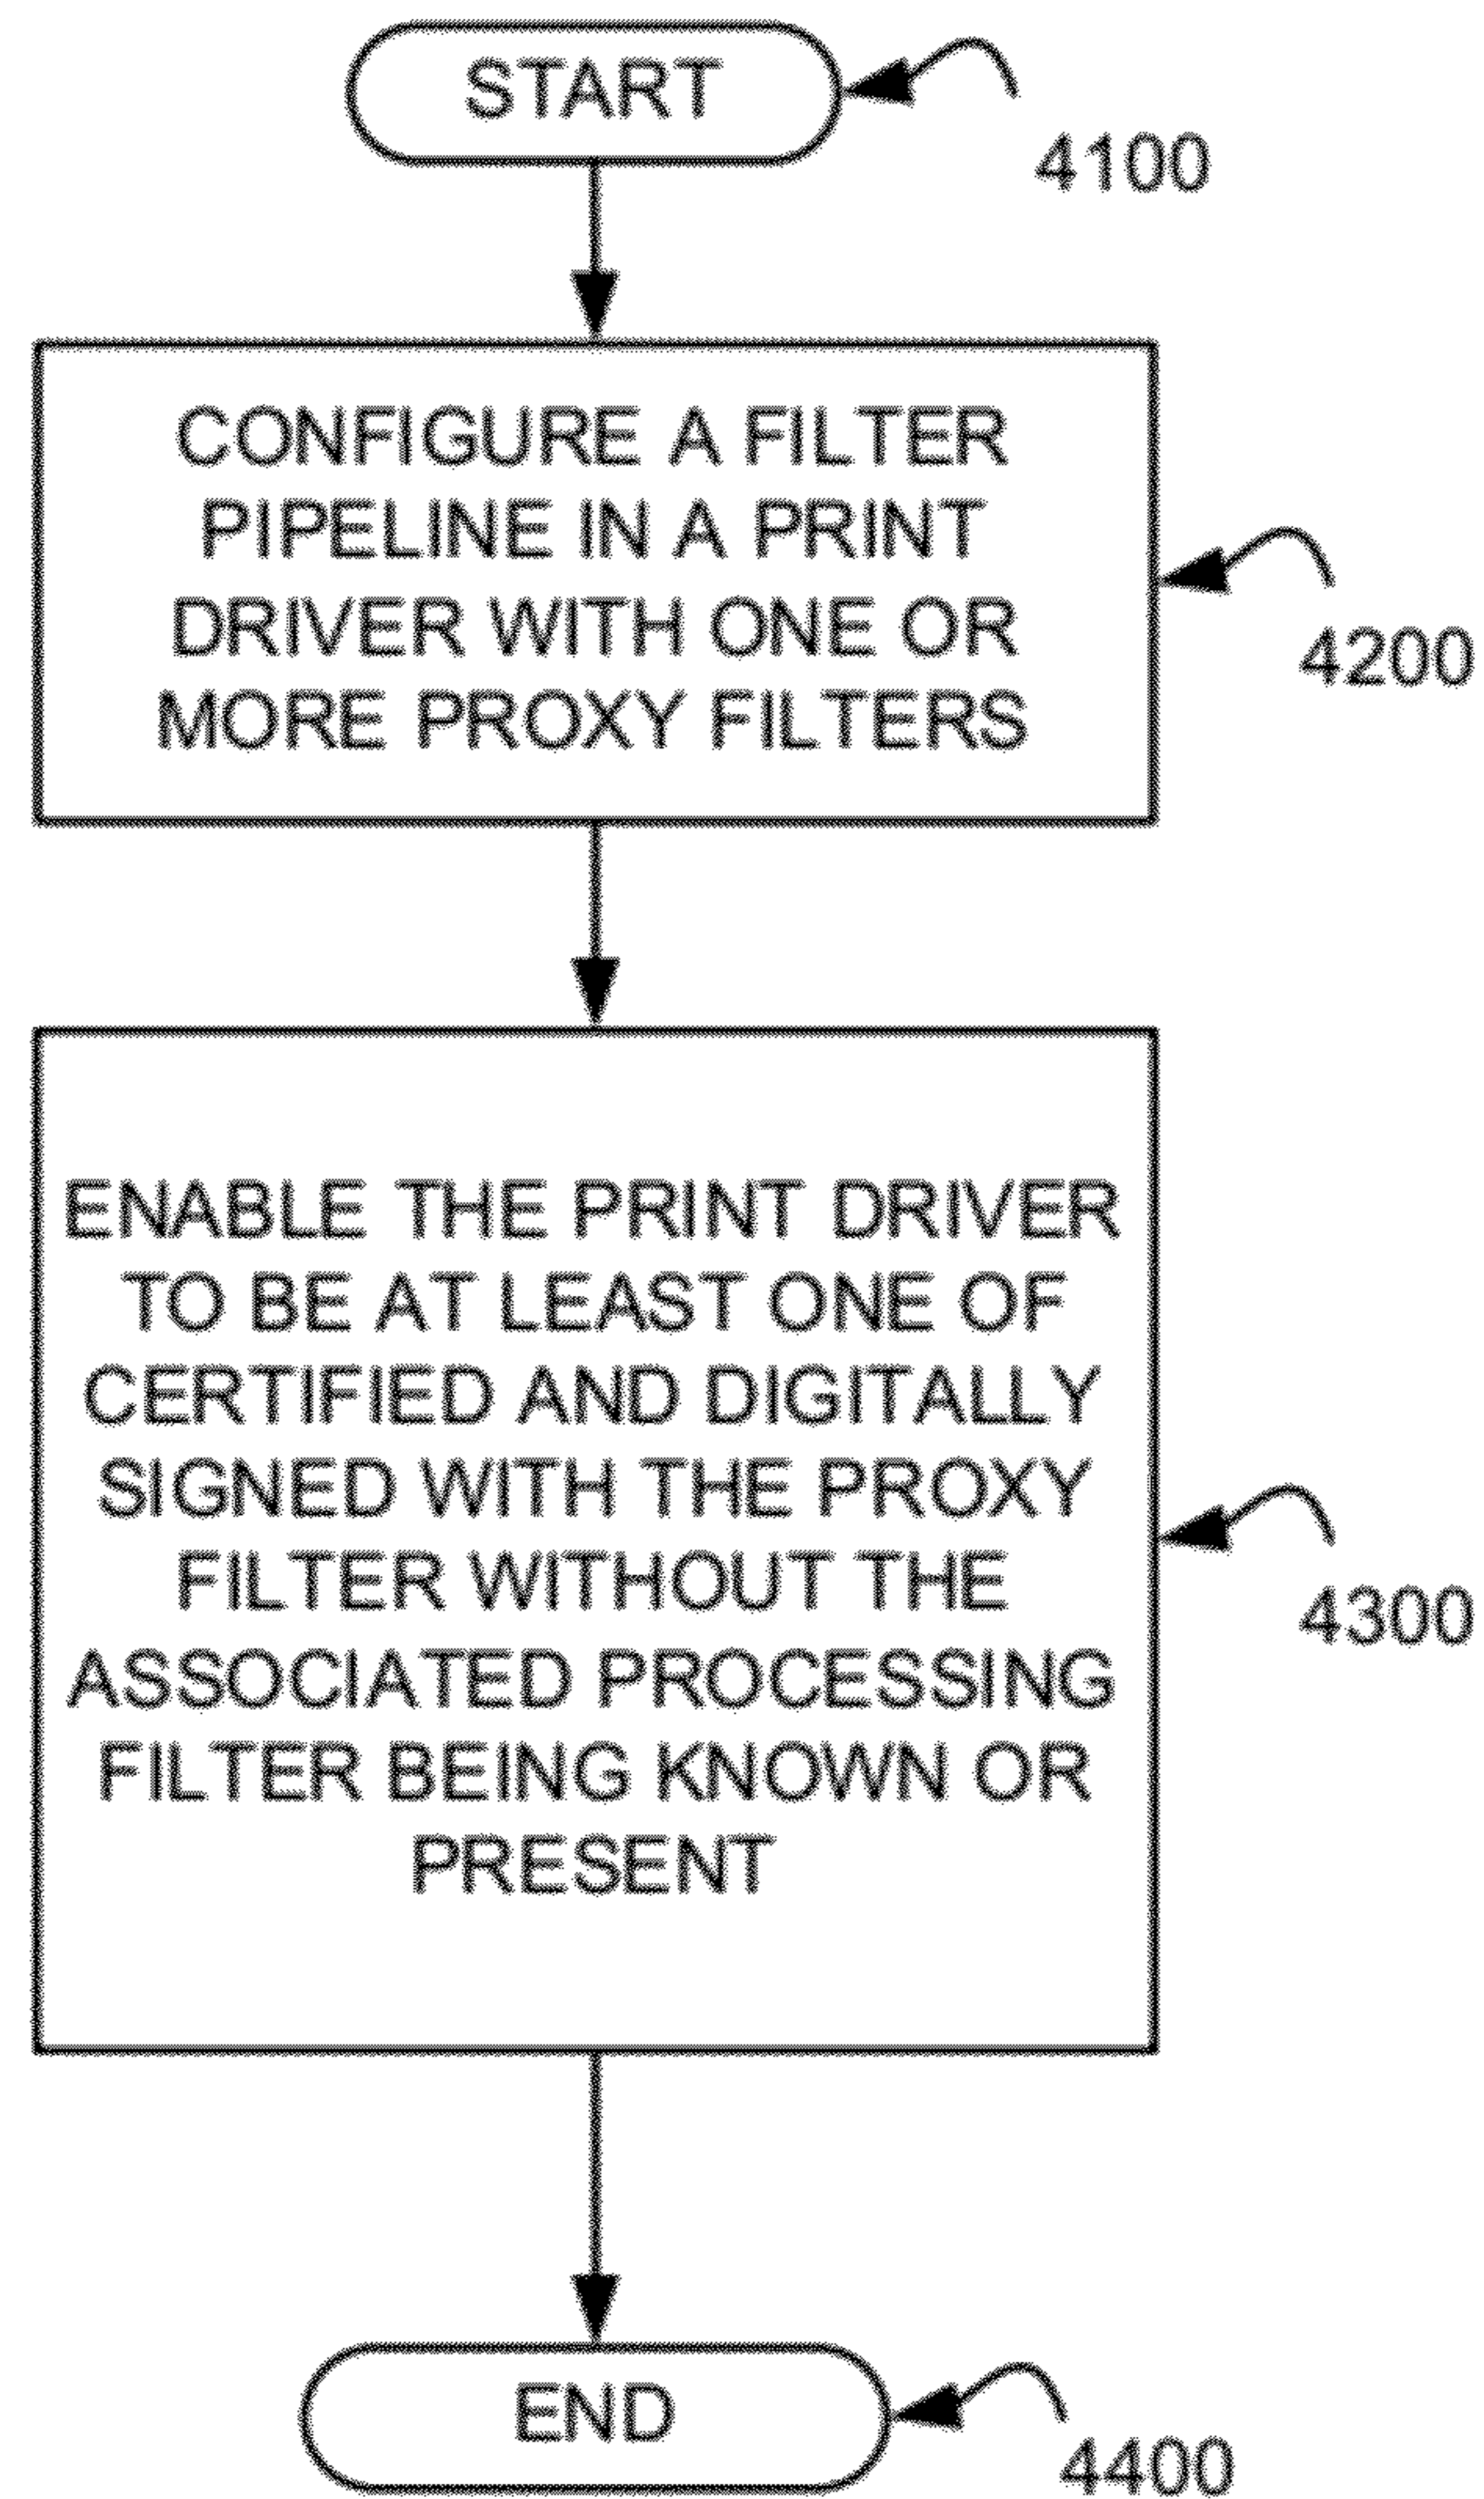 START
4100
CONFIGURE A FILTER
PIPELINE IN A PRINT
DRIVER WITH ONE OR
MORE PROXY FILTERS
4200
ENABLE THE PRINT DRIVER
TO BE AT LEAST ONE OF
CERTIFIED AND DIGITALLY
SIGNED WITH THE PROXY
FILTER WITHOUT THE
ASSOCIATED PROCESSING
FILTER BEING KNOWN OR
PRESENT
4300
END
4400